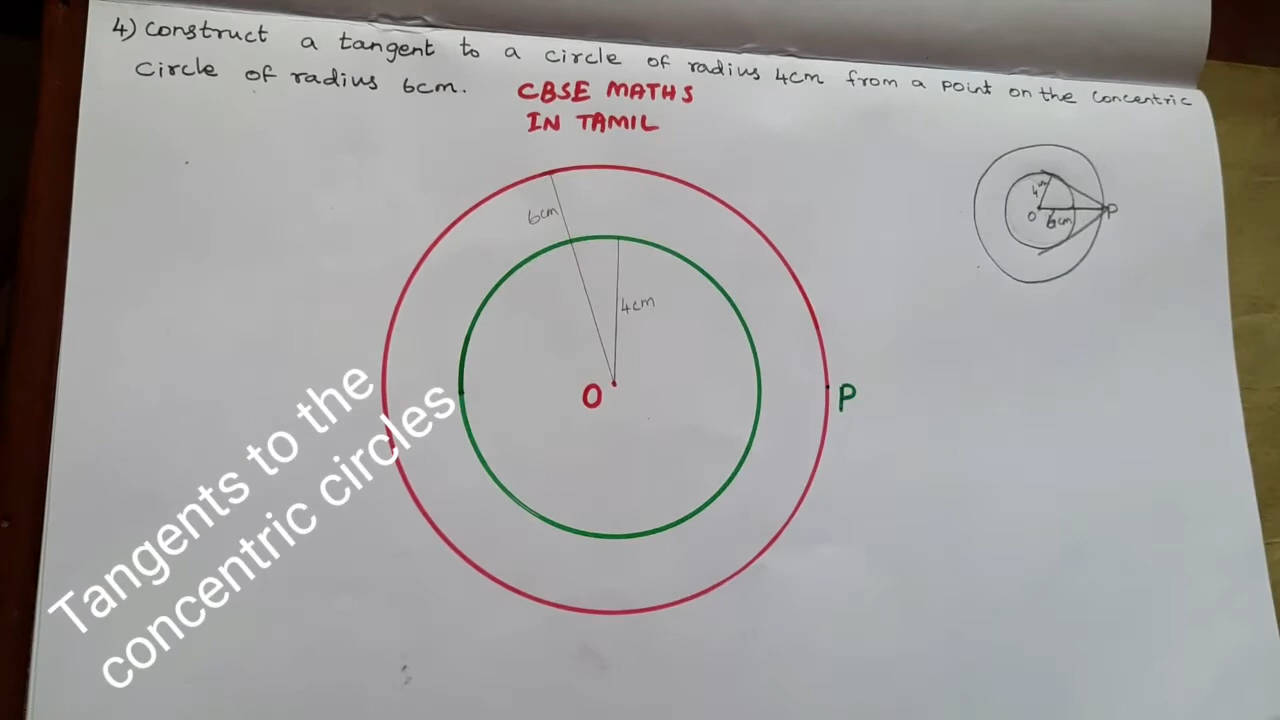 4) Construct a tangent to a circle of radius 4cm from a point on the concentric
Circle of radius 6cm.
CBSE MATHS
IN TAMIL
6cm
4cm
O
P
4cm
O
6cm
P
Tangents to the
concentric circles